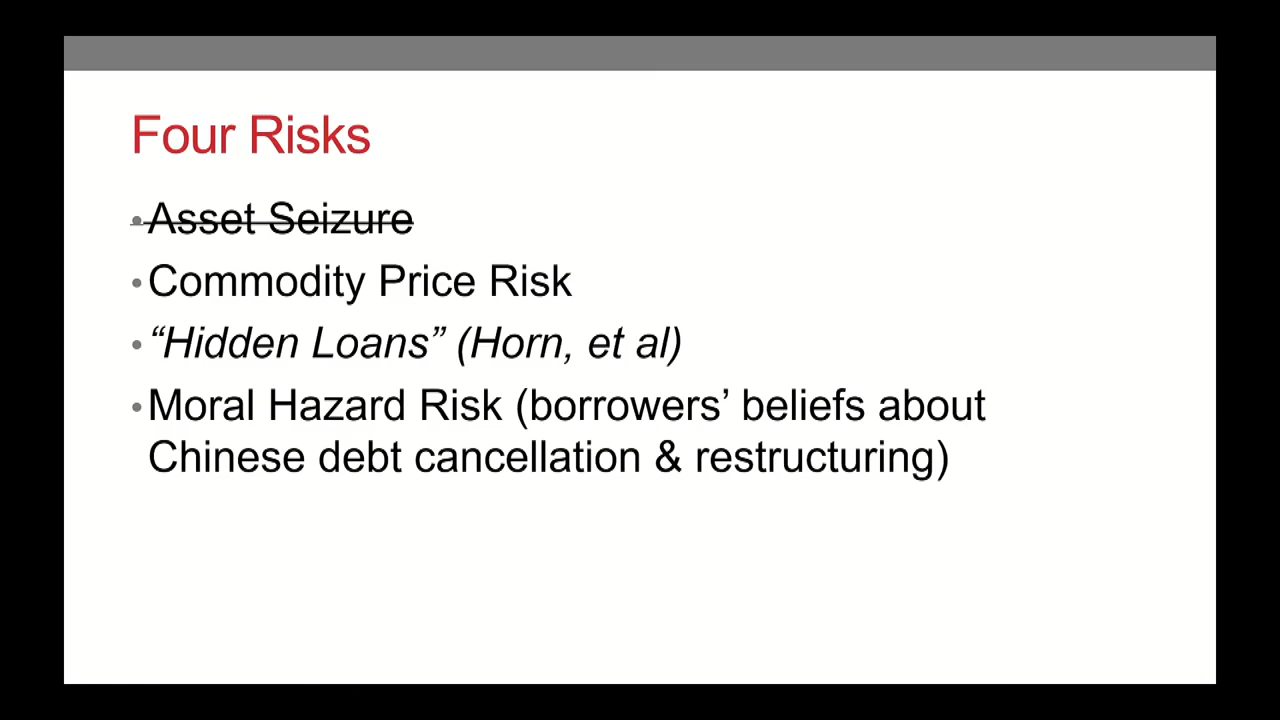 Four Risks
•Asset Seizure
•Commodity Price Risk
•“Hidden Loans” (Horn, et al)
•Moral Hazard Risk (borrowers’ beliefs about
Chinese debt cancellation & restructuring)